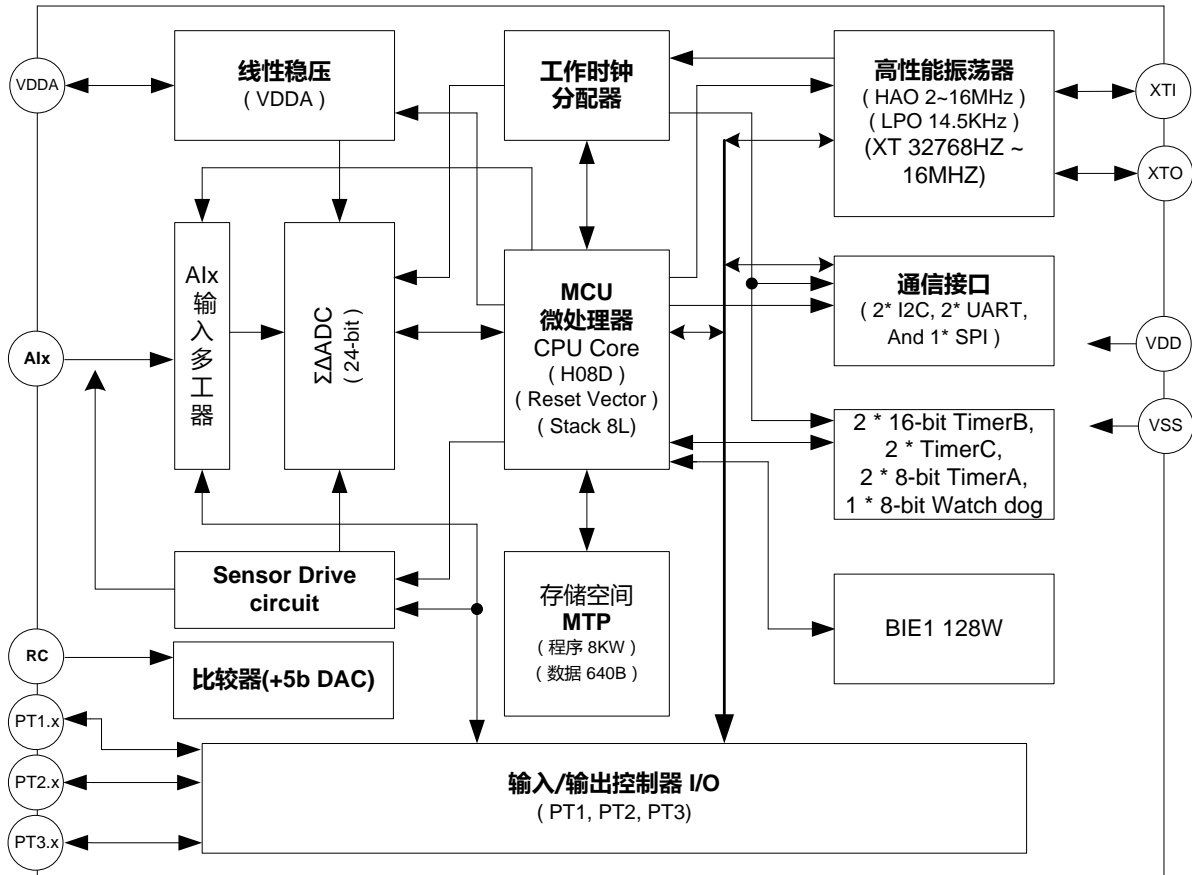 VDDA
线性稳压
( VDDA )
工作时钟
分配器
高性能振荡器
( HAO 2~16MHz )
( LPO 14.5KHz )
(XT 32768HZ ~
16MHZ)
XTI
XTO
AIx
AIx
输
入
多
工
器
ΣΔADC
( 24-bit )
MCU
微处理器
CPU Core
( H08D )
( Reset Vector )
( Stack 8L)
通信接口
( 2* I2C, 2* UART,
And 1* SPI )
VDD
VSS
2 * 16-bit TimerB,
2 * TimerC,
2 * 8-bit TimerA,
1 * 8-bit Watch dog
Sensor Drive
circuit
存储空间
MTP
( 程序 8KW )
( 数据 640B )
BIE1 128W
RC
比较器(+5b DAC)
PT1.x
PT2.x
PT3.x
输入/输出控制器 I/O
( PT1, PT2, PT3)